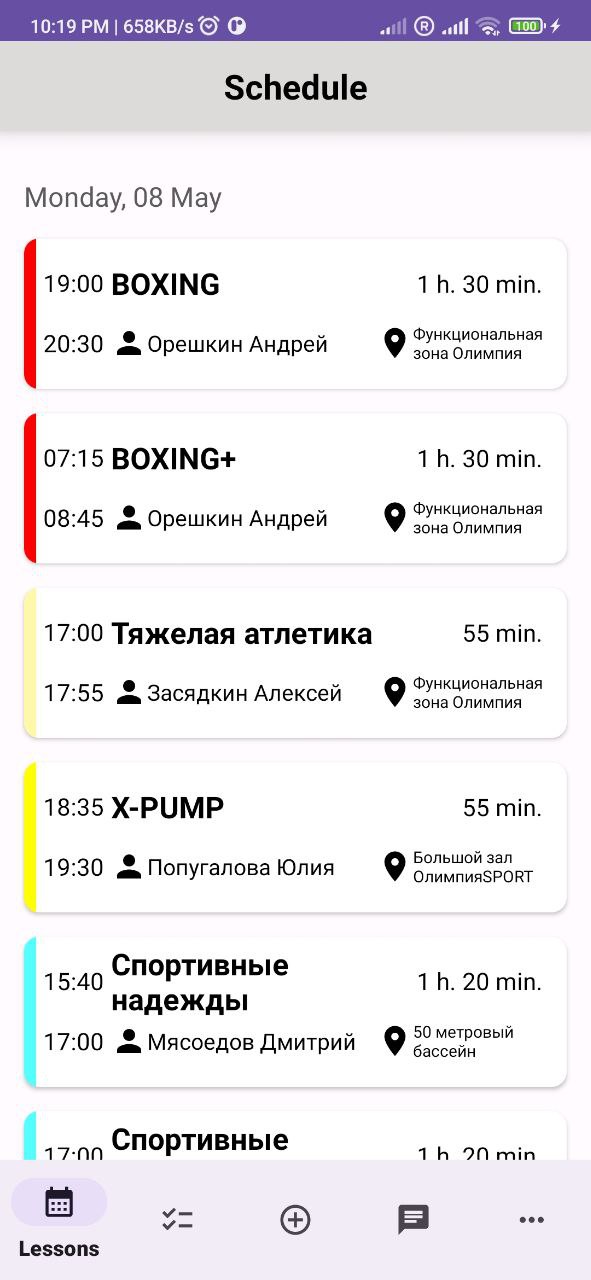 10:19 PM | 658KB/s
100
Schedule
Monday, 08 May
19:00 BOXING 1 h. 30 min.
20:30 Орешкин Андрей Функциональная
зона Олимпия
07:15 BOXING+ 1 h. 30 min.
08:45 Орешкин Андрей Функциональная
зона Олимпия
17:00 Тяжелая атлетика 55 min.
17:55 Засядкин Алексей Функциональная
зона Олимпия
18:35 X-PUMP 55 min.
19:30 Попугалова Юлия Большой зал
ОлимпияSPORT
15:40 Спортивные
надежды 1 h. 20 min.
17:00 Мясоедов Дмитрий 50 метровый
бассейн
Спортивные
17:00 1 h. 20 min.
Lessons